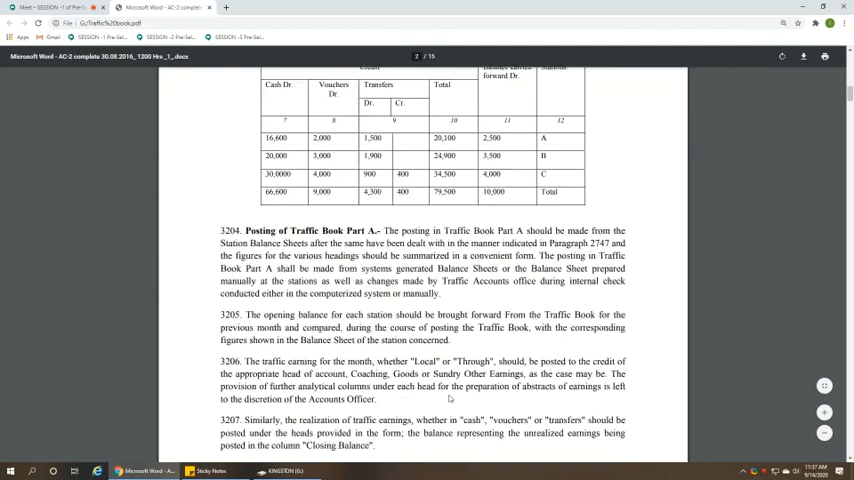 Meet – SESSION -1 of Pre-S
Microsoft Word - AC-2 complete
File
G:/Traffic%20book.pdf
Apps
Gmail
SESSION -1 Pre-Sel...
SESSION -2 Pre-Sel...
SESSION -3 Pre-Sel...
Microsoft Word - AC-2 complete 30.08.2016_ 1200 Hrs _1_.docx
2 / 15
forward Dr.
Cash Dr. Vouchers Dr. Transfers Total
Dr. Cr.
7 8 9 10 11 12
16,600 2,000 1,500 20,100 2,500 A
20,000 3,000 1,900 24,900 3,500 B
30,0000 4,000 900 400 34,500 4,000 C
66,600 9,000 4,300 400 79,500 10,000 Total
3204. Posting of Traffic Book Part A.- The posting in Traffic Book Part A should be made from the
Station Balance Sheets after the same have been dealt with in the manner indicated in Paragraph 2747 and
the figures for the various headings should be summarized in a convenient form. The posting in Traffic
Book Part A shall be made from systems generated Balance Sheets or the Balance Sheet prepared
manually at the stations as well as changes made by Traffic Accounts office during internal check
conducted either in the computerized system or manually.
3205. The opening balance for each station should be brought forward From the Traffic Book for the
previous month and compared, during the course of posting the Traffic Book, with the corresponding
figures shown in the Balance Sheet of the station concerned.
3206. The traffic earning for the month, whether "Local" or "Through", should, be posted to the credit of
the appropriate head of account, Coaching, Goods or Sundry Other Earnings, as the case may be. The
provision of further analytical columns under each head for the preparation of abstracts of earnings is left
to the discretion of the Accounts Officer.
3207. Similarly, the realization of traffic earnings, whether in "cash", "vouchers" or "transfers" should be
posted under the heads provided in the form; the balance representing the unrealized earnings being
posted in the column "Closing Balance".
Microsoft Word - A...
Sticky Notes
KINGSTON (G:)
11:37 AM
9/14/2020